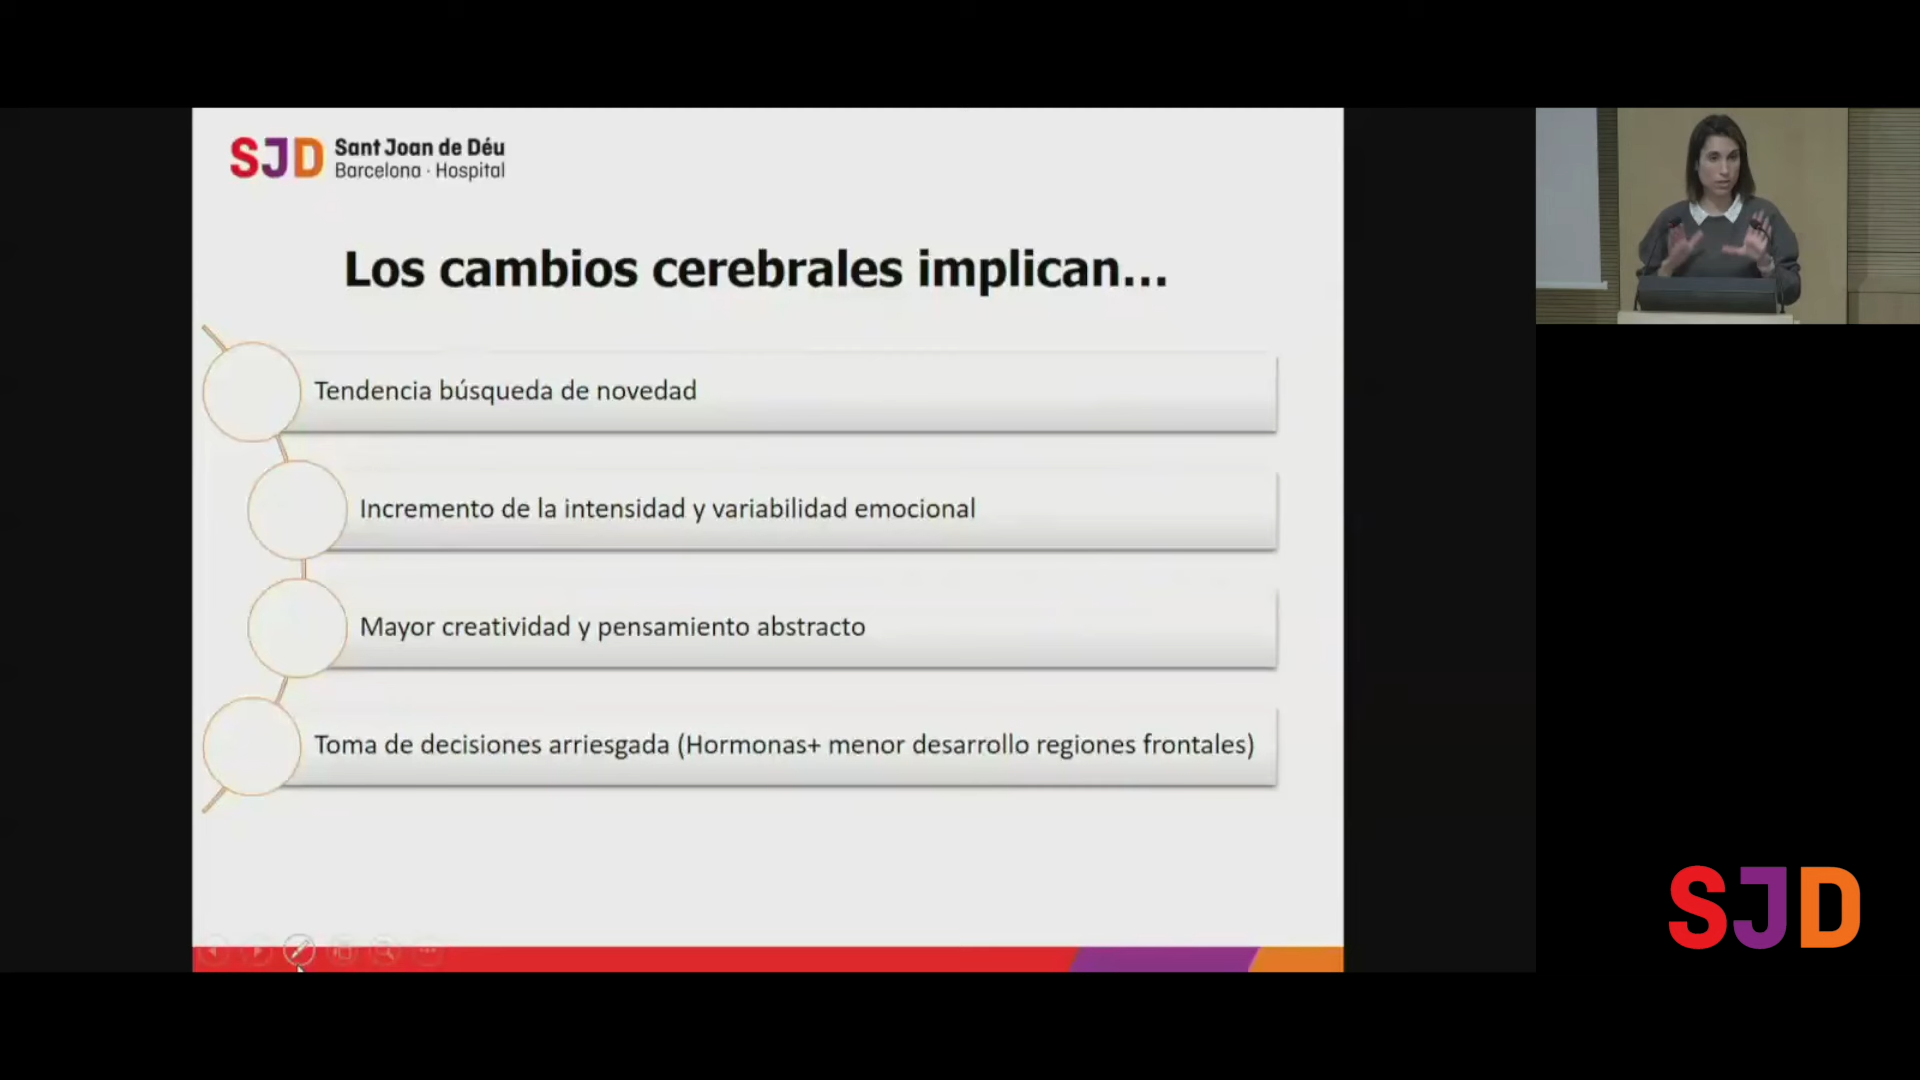 SJD Sant Joan de Déu
Barcelona · Hospital
Los cambios cerebrales implican...
Tendencia búsqueda de novedad
Incremento de la intensidad y variabilidad emocional
Mayor creatividad y pensamiento abstracto
Toma de decisiones arriesgada (Hormonas+ menor desarrollo regiones frontales)
SJD